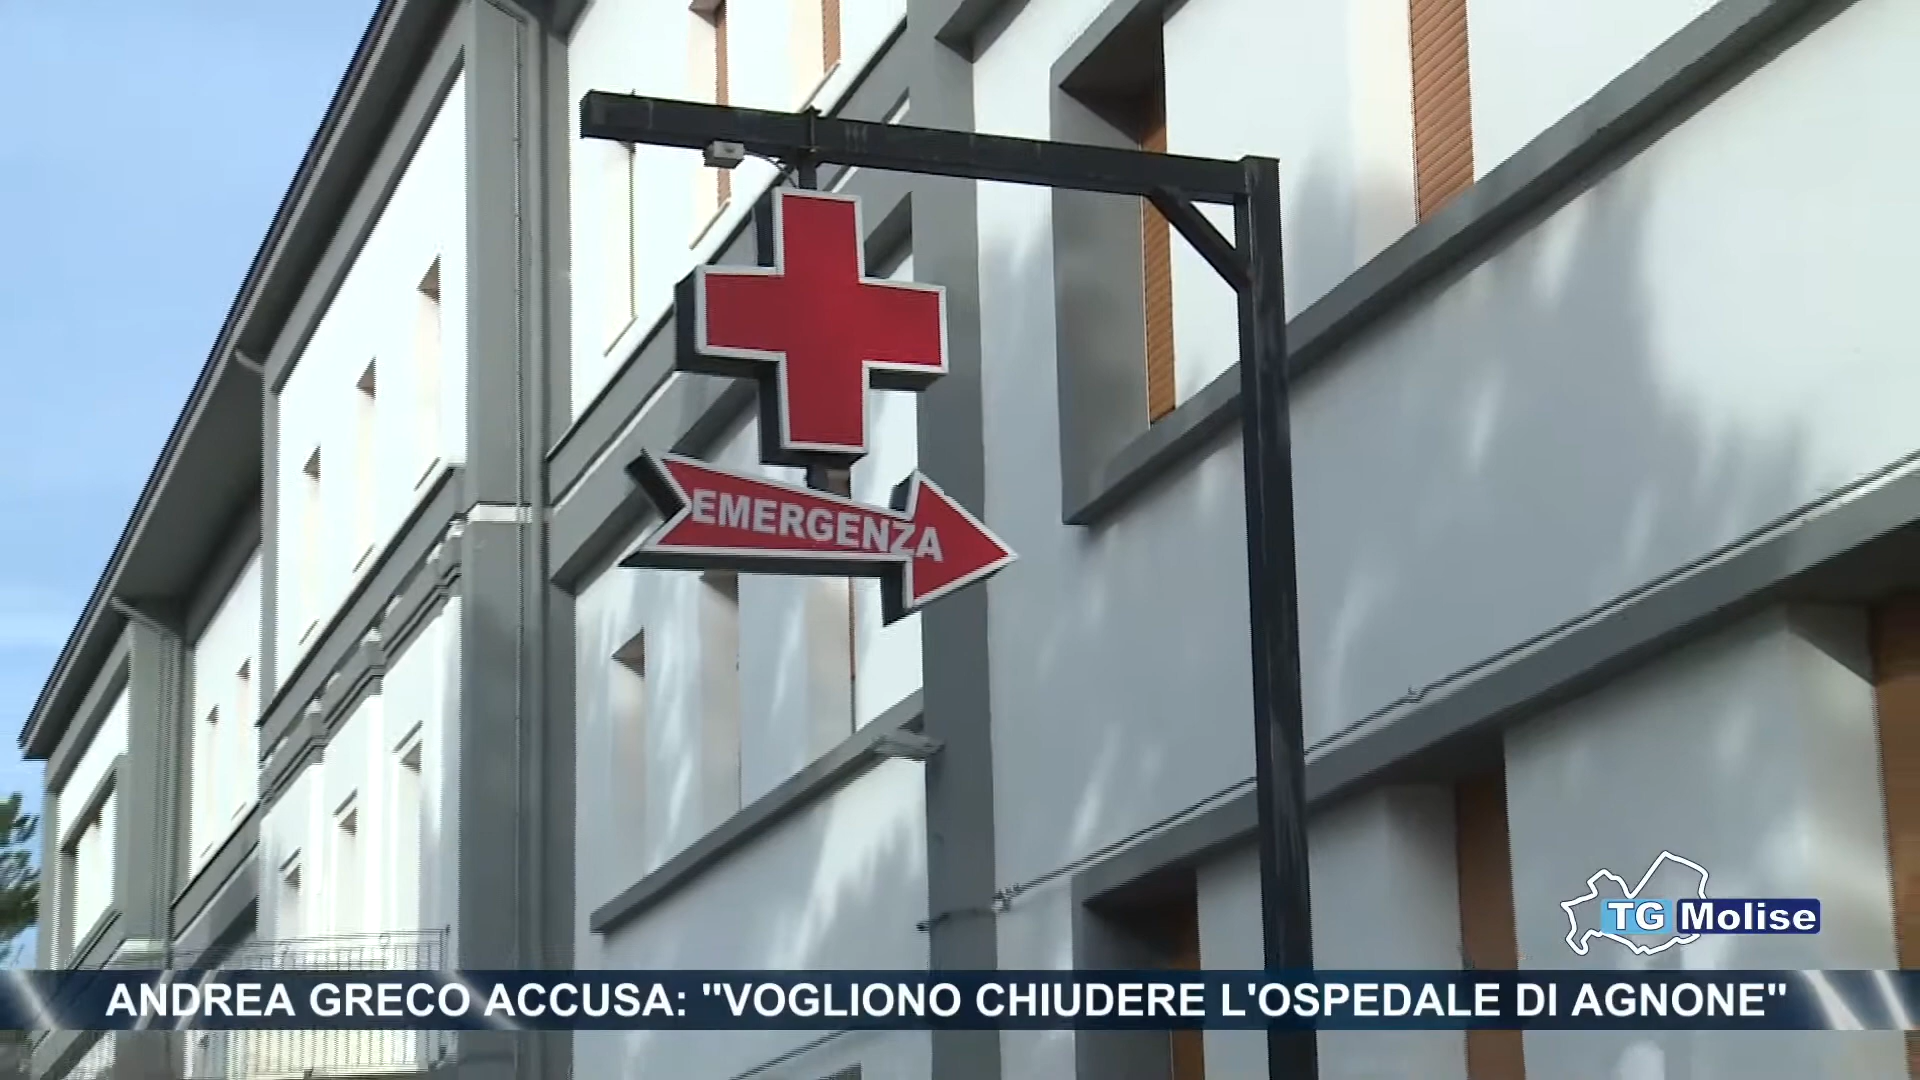 EMERGENZA
TG Molise
ANDREA GRECO ACCUSA: "VOGLIONO CHIUDERE L'OSPEDALE DI AGNONE"